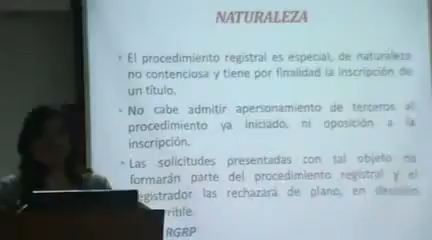 NATURALEZA
• El procedimiento registral es especial, de naturaleza
no contenciosa y tiene por finalidad la inscripción de
un título.
• No cabe admitir apersonamiento de terceros al
procedimiento ya iniciado, ni oposición a la
inscripción.
• Las solicitudes presentadas con tal objeto no
formarán parte del procedimiento registral y el
egistrador las rechazará de plano, en decisión
rrible
RGRP